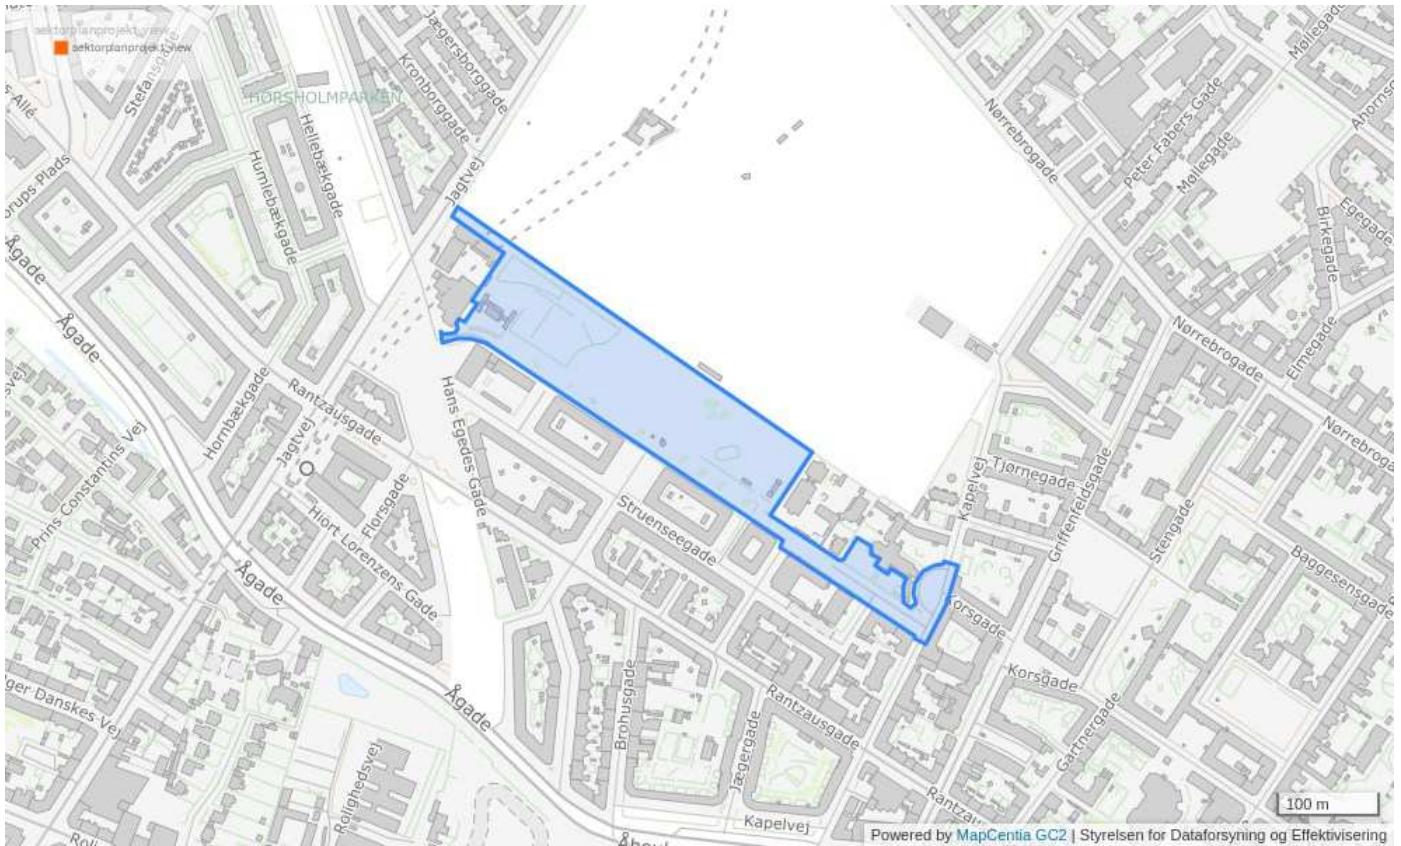 sektorplanprojekt_view
sektorplanprojekt_view
HØRSHOLMPARKEN
Stefansgade
Jægersborggade
Kronborggade
Hellebækgade
Humlebækgade
Jagtvej
Nørrebrogade
Peter Fabers Gade
Møllegade
Møllegade
Birkegade
Egegade
Elmegade
Nørrebrogade
Ågade
Ågade
Hornbækgade
Rantzausgade
Jagtvej
Hans Egedes Gade
Prins Constantins Vej
Florsgade
Hiort Lorenzens Gade
Struenseegade
Kapelvej
Tjørnegade
Griffenfeldsgade
Stengade
Baggesensgade
Korsgade
Korsgade
Ågade
Ågade
Brohusgade
Rantzausgade
Jægergade
Gartnergade
Rolighedsvej
Kapelvej
100 m
Powered by MapCentia GC2 | Styrelsen for Dataforsyning og Effektivisering